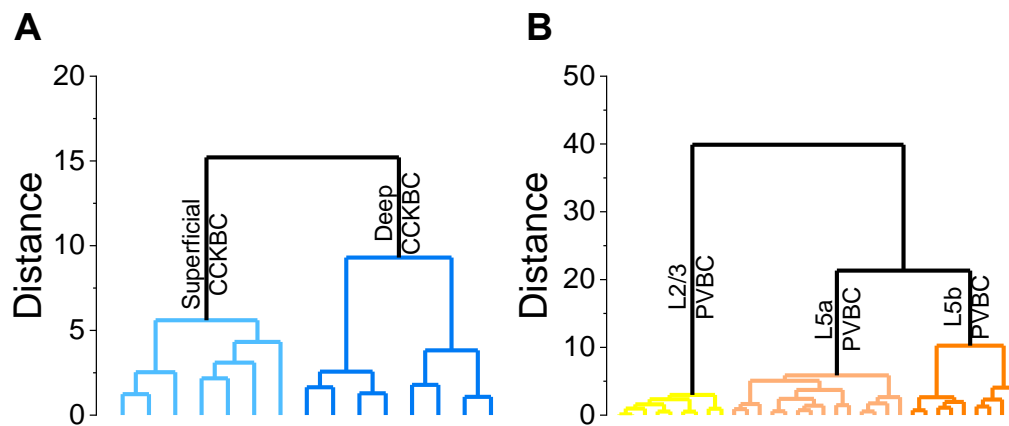 A
Distance
20
15
10
5
0
Superficial
CCKBC
Deep
CCKBC
B
Distance
50
40
30
20
10
0
L2/3
PVBC
L5a
PVBC
L5b
PVBC